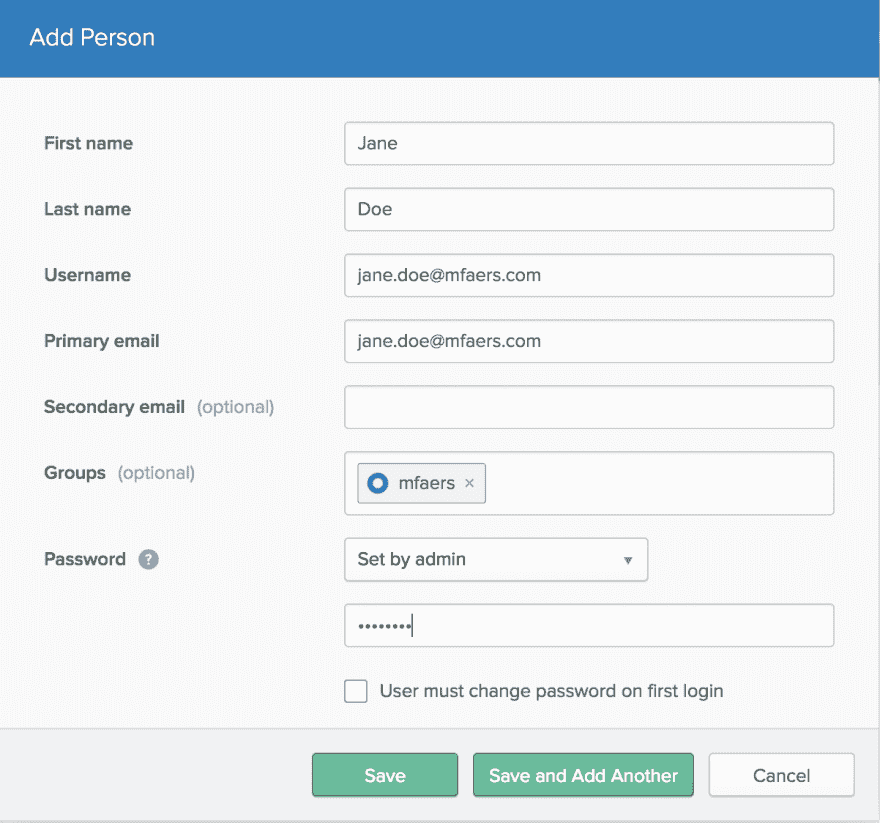 Add Person
First name Jane
Last name Doe
Username jane.doe@mfaers.com
Primary email jane.doe@mfaers.com
Secondary email (optional)
Groups (optional) mfaers ×
Password ? Set by admin ▼
••••••••
User must change password on first login
Save Save and Add Another Cancel